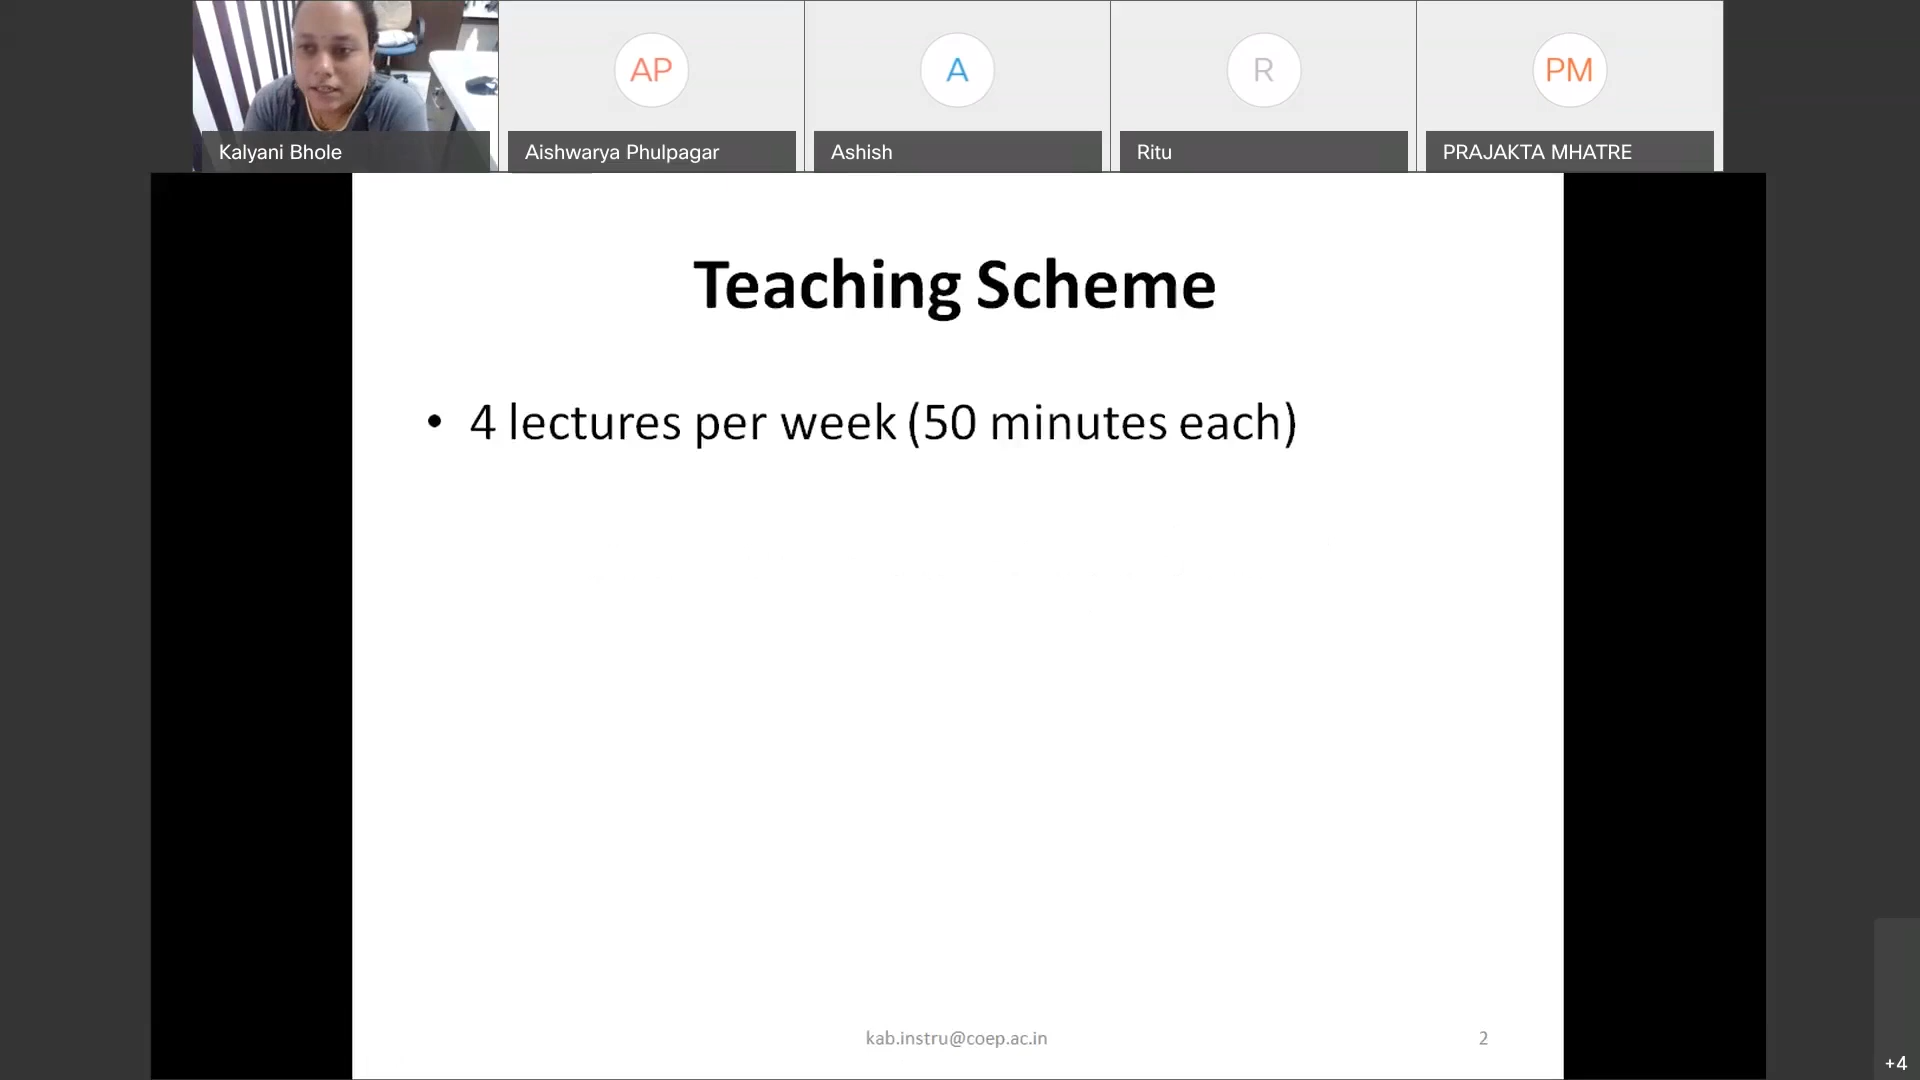 AP
A
R
PM
Kalyani Bhole
Aishwarya Phulpagar
Ashish
Ritu
PRAJAKTA MHATRE
Teaching Scheme
• 4 lectures per week (50 minutes each)
kab.instru@coep.ac.in
2
+4